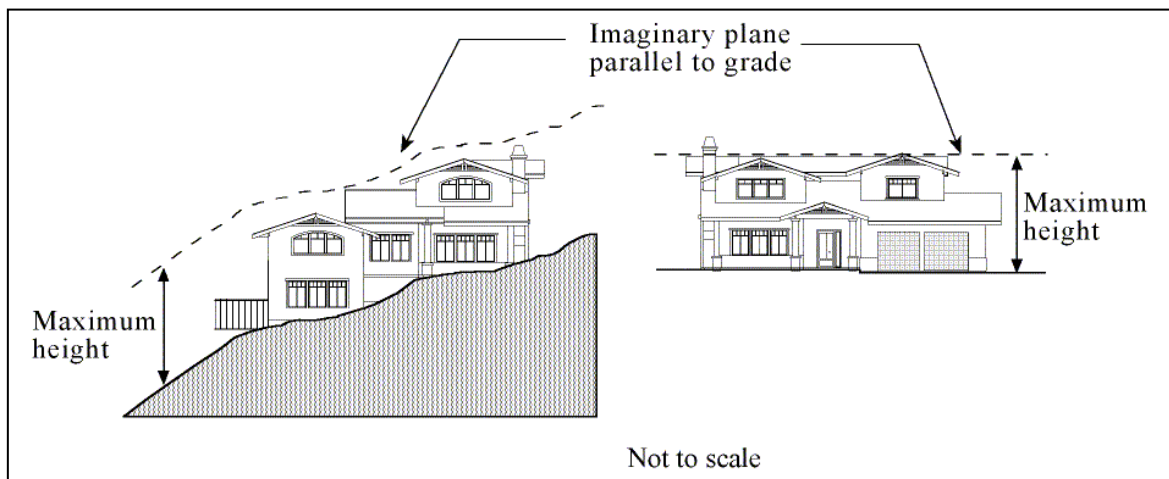 Imaginary plane
parallel to grade
Maximum
height
Maximum
height
Not to scale